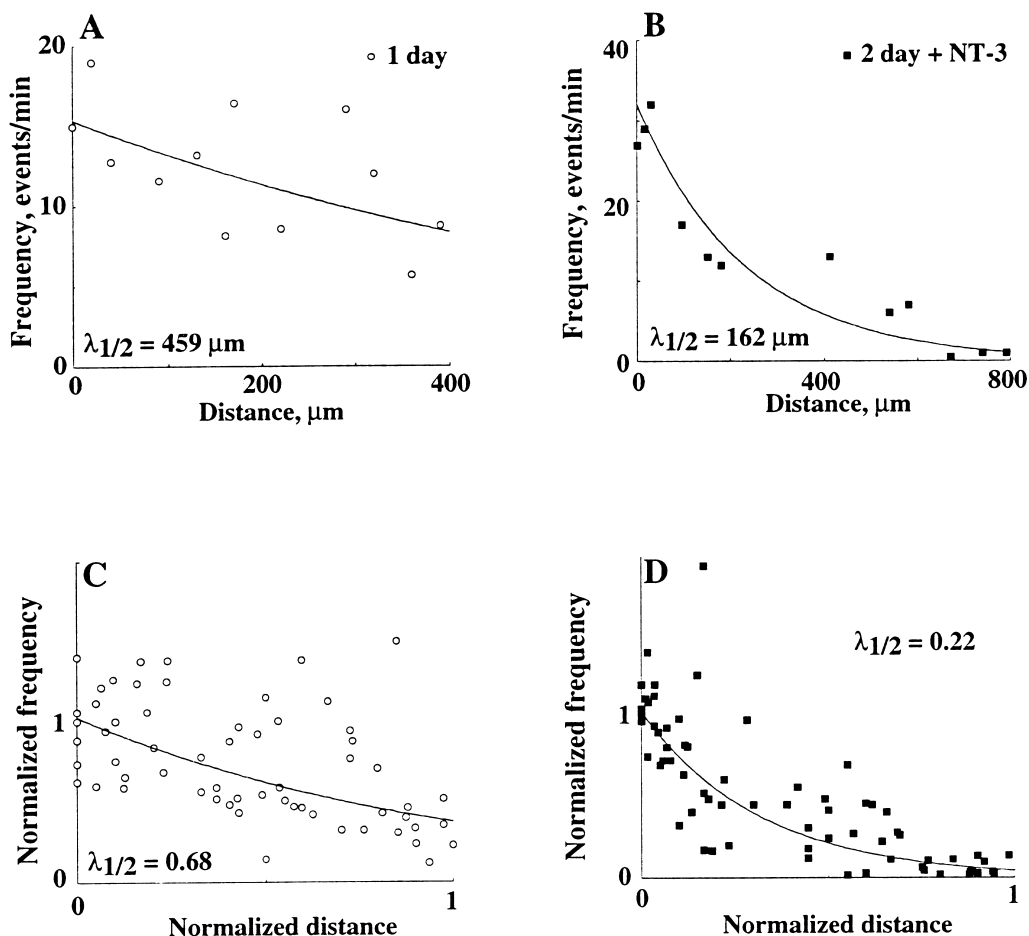 A
20
10
0
Frequency, events/min
○ 1 day
λ1/2 = 459 μm
0
200
400
Distance, μm
B
40
20
0
Frequency, events/min
■ 2 day + NT-3
λ1/2 = 162 μm
0
400
800
Distance, μm
C
1
0
Normalized frequency
λ1/2 = 0.68
0
1
Normalized distance
D
1
0
Normalized frequency
λ1/2 = 0.22
0
1
Normalized distance